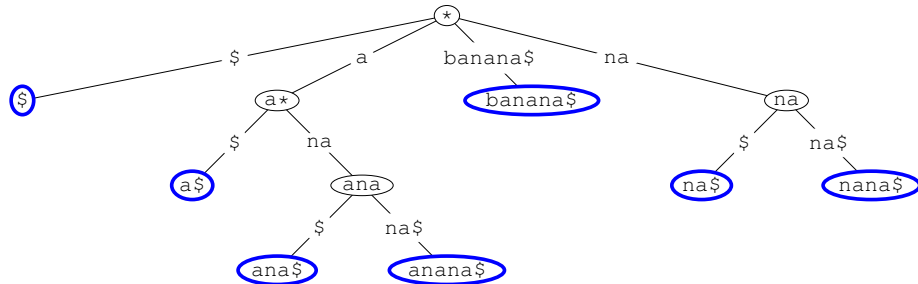 *
$ a banana$ na
$ a* banana$ na
$ na $ na$
a$ ana na$ nana$
$ na$
ana$ anana$